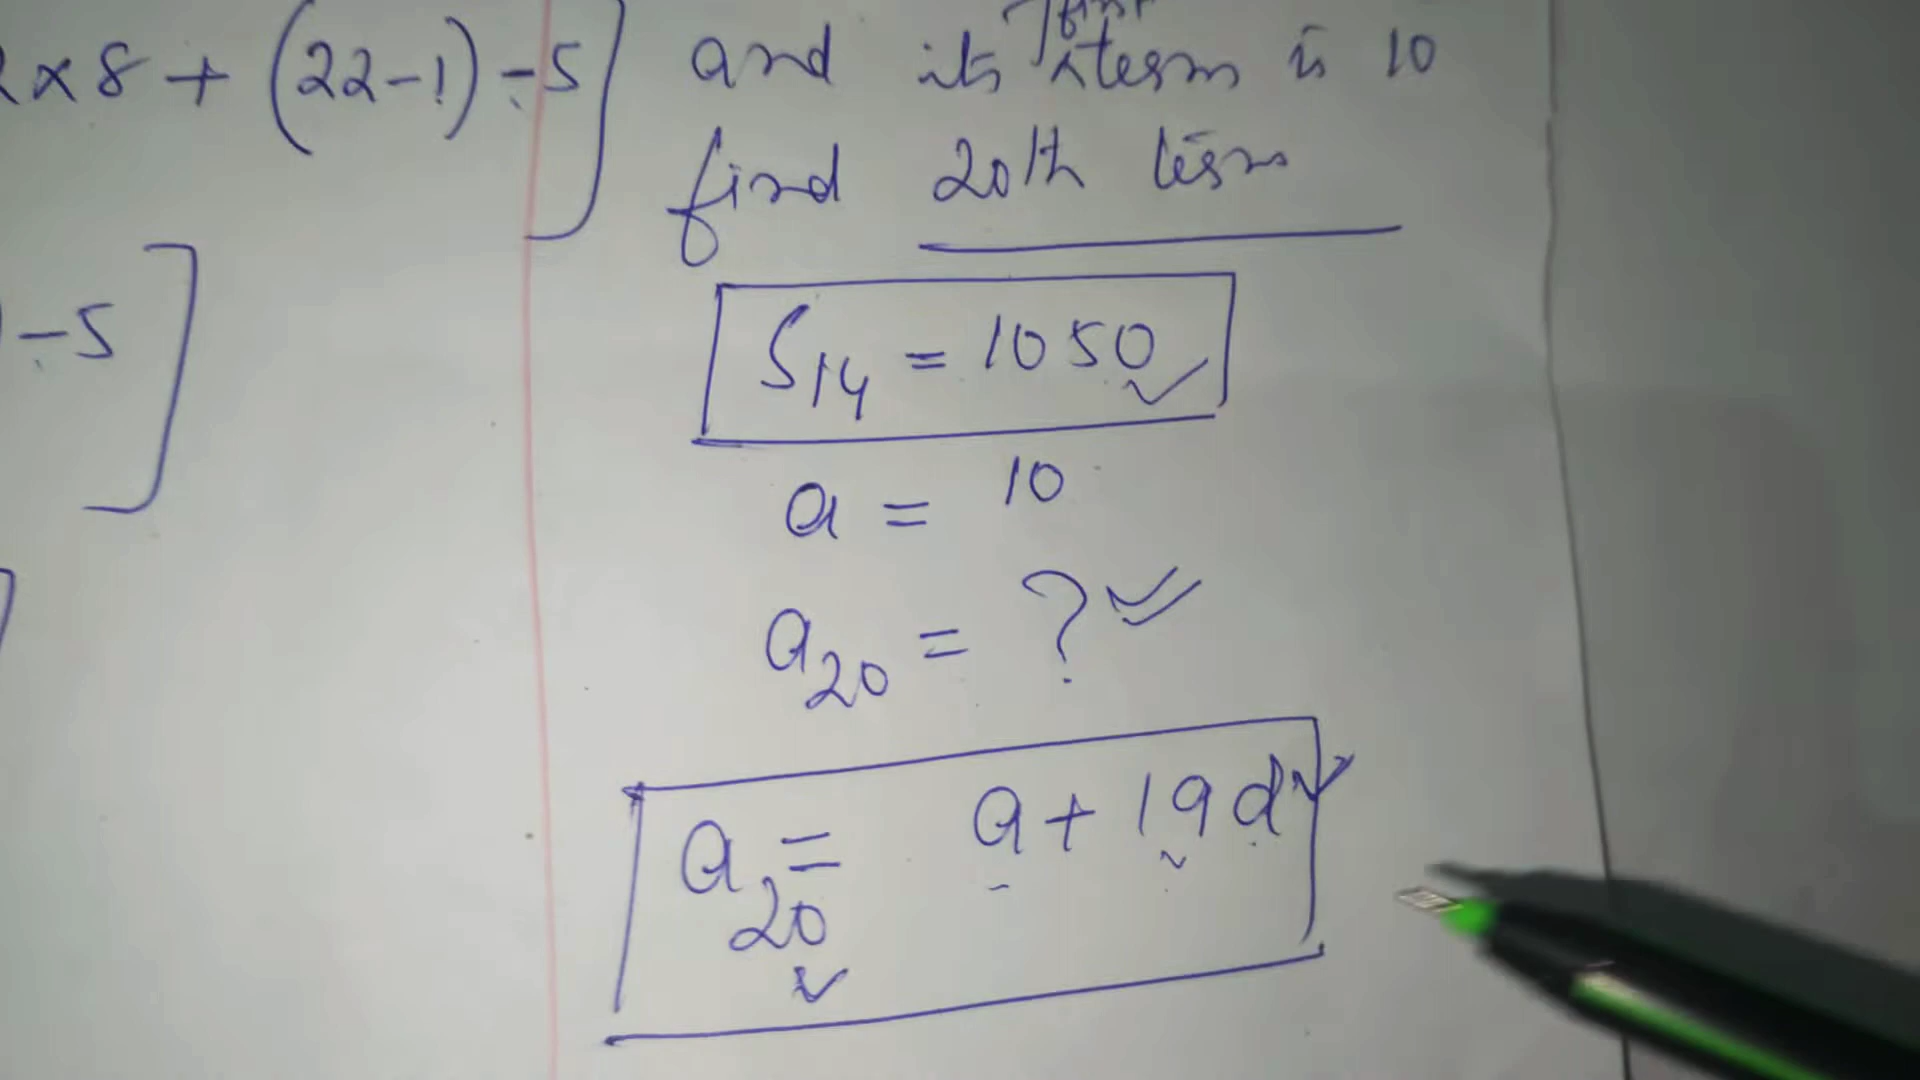 2 x 8 + (22-1) -5]
-5]
first
and its term is 10
find 20th term
S14 = 1050
a = 10
a20 = ?
a20 = a + 19d